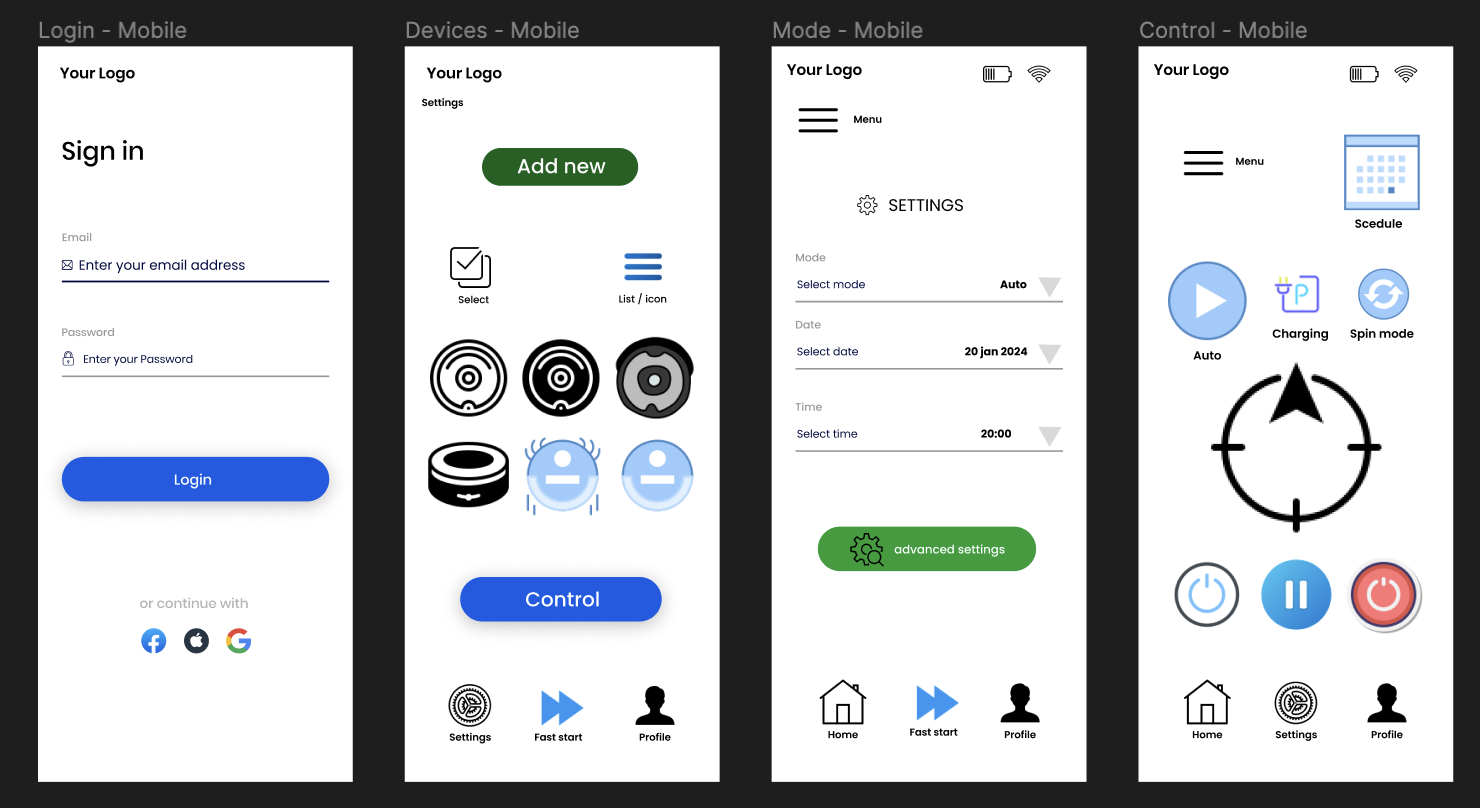 Login - Mobile
Your Logo
Sign in
Email
Enter your email address
Password
Enter your Password
Login
or continue with
Devices - Mobile
Your Logo
Settings
Add new
Select
List / icon
Control
Settings
Fast start
Profile
Mode - Mobile
Your Logo
Menu
SETTINGS
Mode
Select mode Auto
Date
Select date 20 jan 2024
Time
Select time 20:00
advanced settings
Home
Fast start
Profile
Control - Mobile
Your Logo
Menu
Scedule
Auto
P
Charging
Spin mode
Home
Settings
Profile